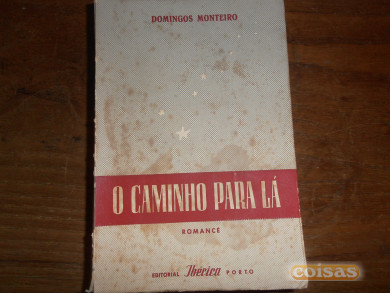 DOMINGOS MONTEIRO
O CAMINHO PARA LÁ
ROMANCE
EDITORIAL Ibérica PORTO
coisas